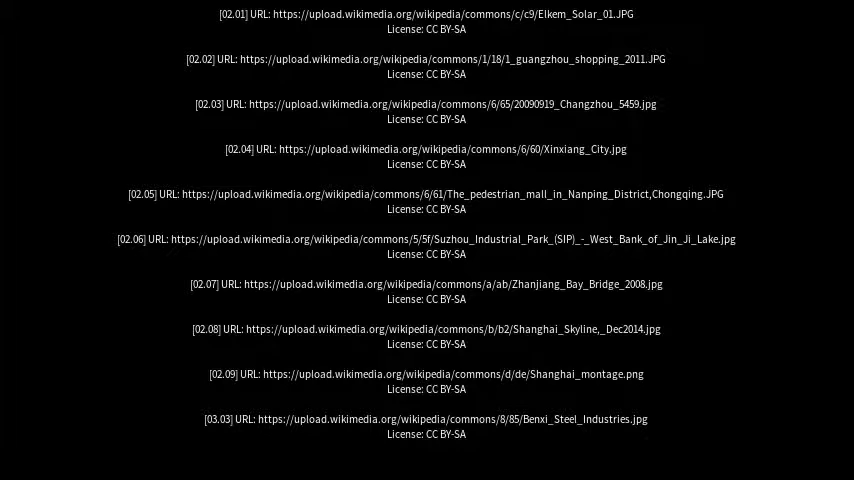 [02.01] URL: https://upload.wikimedia.org/wikipedia/commons/c/c9/Elkem_Solar_01.JPG
License: CC BY-SA
[02.02] URL: https://upload.wikimedia.org/wikipedia/commons/1/18/1_guangzhou_shopping_2011.JPG
License: CC BY-SA
[02.03] URL: https://upload.wikimedia.org/wikipedia/commons/6/65/20090919_Changzhou_5459.jpg
License: CC BY-SA
[02.04] URL: https://upload.wikimedia.org/wikipedia/commons/6/60/Xinxiang_City.jpg
License: CC BY-SA
[02.05] URL: https://upload.wikimedia.org/wikipedia/commons/6/61/The_pedestrian_mall_in_Nanping_District,Chongqing.JPG
License: CC BY-SA
[02.06] URL: https://upload.wikimedia.org/wikipedia/commons/5/5f/Suzhou_Industrial_Park_(SIP)_-_West_Bank_of_Jin_Ji_Lake.jpg
License: CC BY-SA
[02.07] URL: https://upload.wikimedia.org/wikipedia/commons/a/ab/Zhanjiang_Bay_Bridge_2008.jpg
License: CC BY-SA
[02.08] URL: https://upload.wikimedia.org/wikipedia/commons/b/b2/Shanghai_Skyline,_Dec2014.jpg
License: CC BY-SA
[02.09] URL: https://upload.wikimedia.org/wikipedia/commons/d/de/Shanghai_montage.png
License: CC BY-SA
[03.03] URL: https://upload.wikimedia.org/wikipedia/commons/8/85/Benxi_Steel_Industries.jpg
License: CC BY-SA